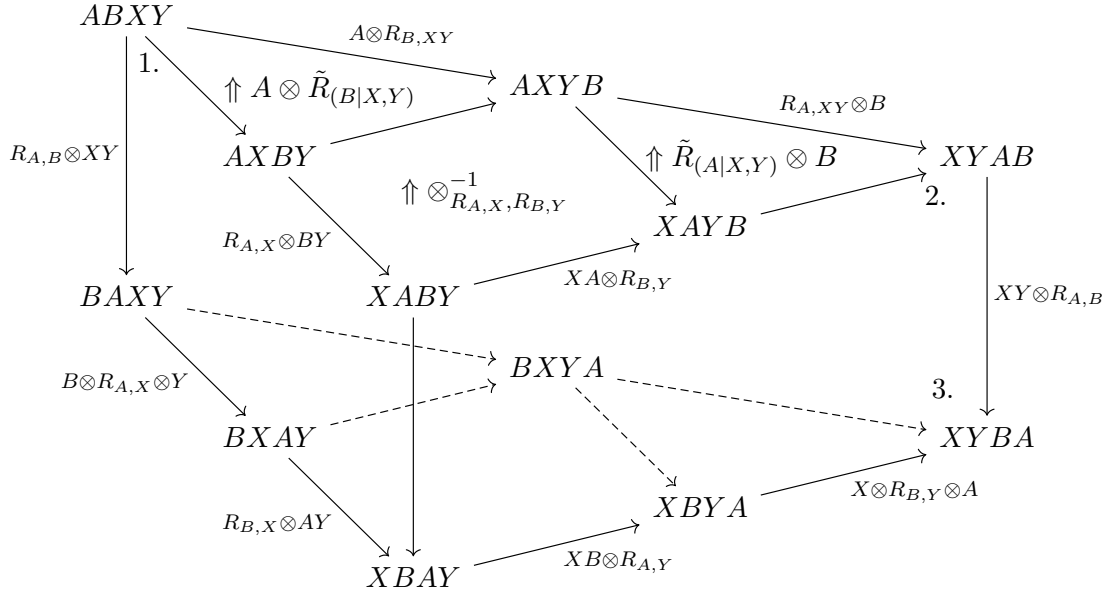 ABXY
A⊗R_{B,XY}
1.
⇑ A ⊗ R̃_{(B|X,Y)}
AXYB
R_{A,XY}⊗B
R_{A,B}⊗XY
AXBY
⇑ R̃_{(A|X,Y)} ⊗ B
XYAB
⇑ ⊗^{-1}_{R_{A,X},R_{B,Y}}
2.
XAYB
R_{A,X}⊗BY
XA⊗R_{B,Y}
BAXY
XABY
XY⊗R_{A,B}
BXYA
B⊗R_{A,X}⊗Y
3.
BXAY
XYBA
X⊗R_{B,Y}⊗A
XBYA
R_{B,X}⊗AY
XB⊗R_{A,Y}
XBAY